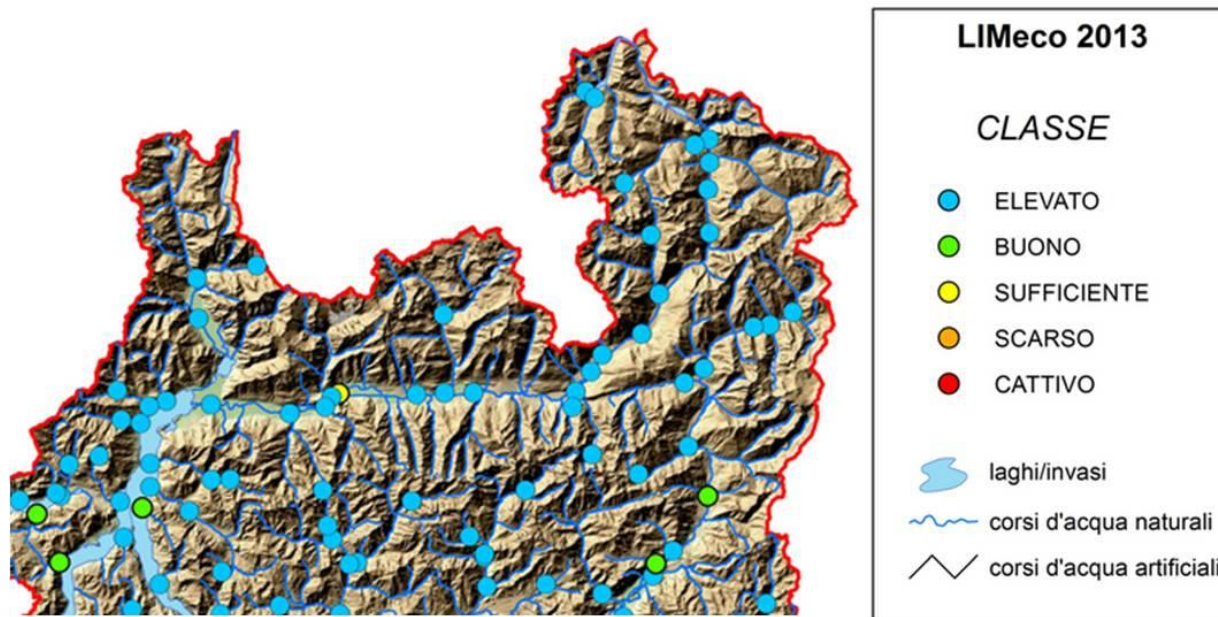 LIMeco 2013
CLASSE
ELEVATO
BUONO
SUFFICIENTE
SCARSO
CATTIVO
laghi/invasi
corsi d'acqua naturali
corsi d'acqua artificiali